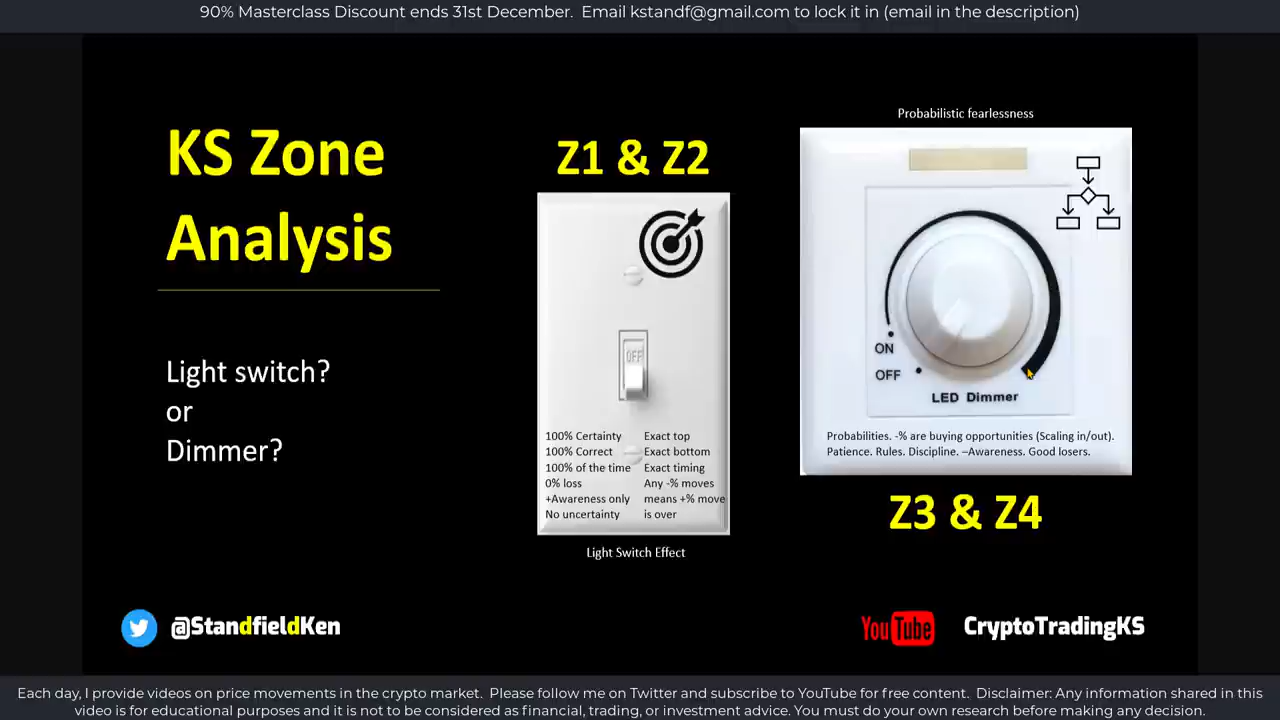 90% Masterclass Discount ends 31st December.  Email kstandf@gmail.com to lock it in (email in the description)
KS Zone
Analysis
Light switch?
or
Dimmer?
Z1 & Z2
OFF
100% Certainty
100% Correct
100% of the time
0% loss
+Awareness only
No uncertainty
Exact top
Exact bottom
Exact timing
Any -% moves
means +% move
is over
Light Switch Effect
Probabilistic fearlessness
ON
OFF
LED Dimmer
Probabilities. -% are buying opportunities (Scaling in/out).
Patience. Rules. Discipline. –Awareness. Good losers.
Z3 & Z4
@StandfieldKen
YouTube
CryptoTradingKS
Each day, I provide videos on price movements in the crypto market.  Please follow me on Twitter and subscribe to YouTube for free content.  Disclaimer: Any information shared in this
video is for educational purposes and it is not to be considered as financial, trading, or investment advice. You must do your own research before making any decision.